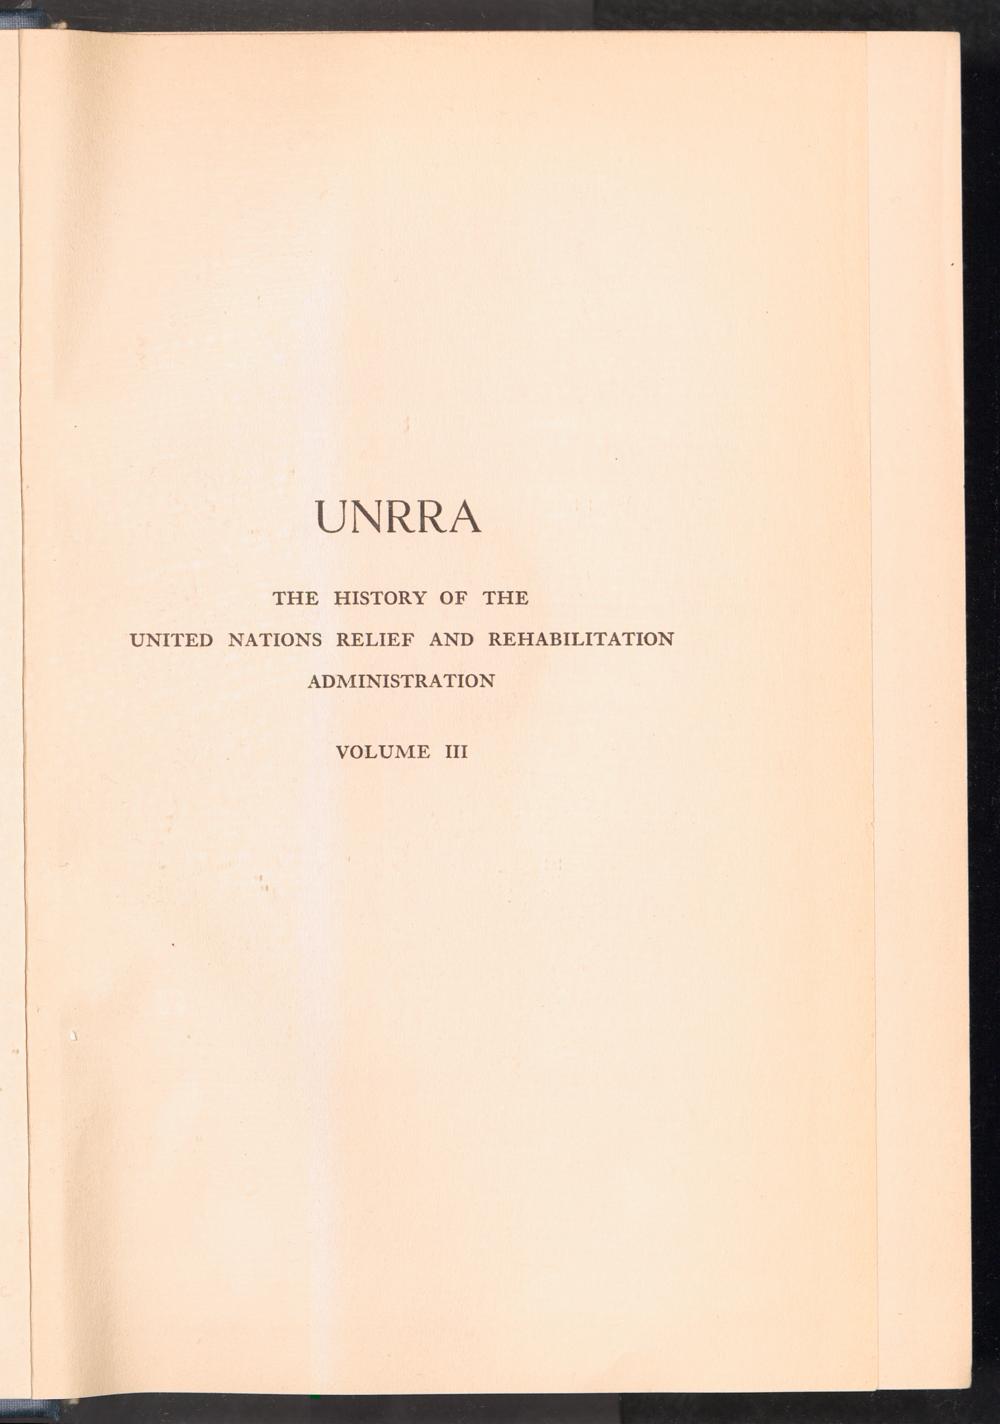 UNRRA
THE HISTORY OF THE
UNITED NATIONS RELIEF AND REHABILITATION
ADMINISTRATION
VOLUME III